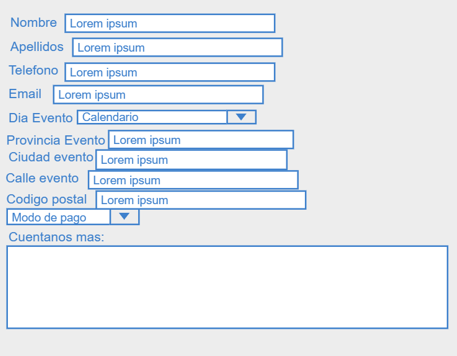 Nombre Lorem ipsum
Apellidos Lorem ipsum
Telefono Lorem ipsum
Email Lorem ipsum
Dia Evento Calendario
Provincia Evento Lorem ipsum
Ciudad evento Lorem ipsum
Calle evento Lorem ipsum
Codigo postal Lorem ipsum
Modo de pago
Cuentanos mas: